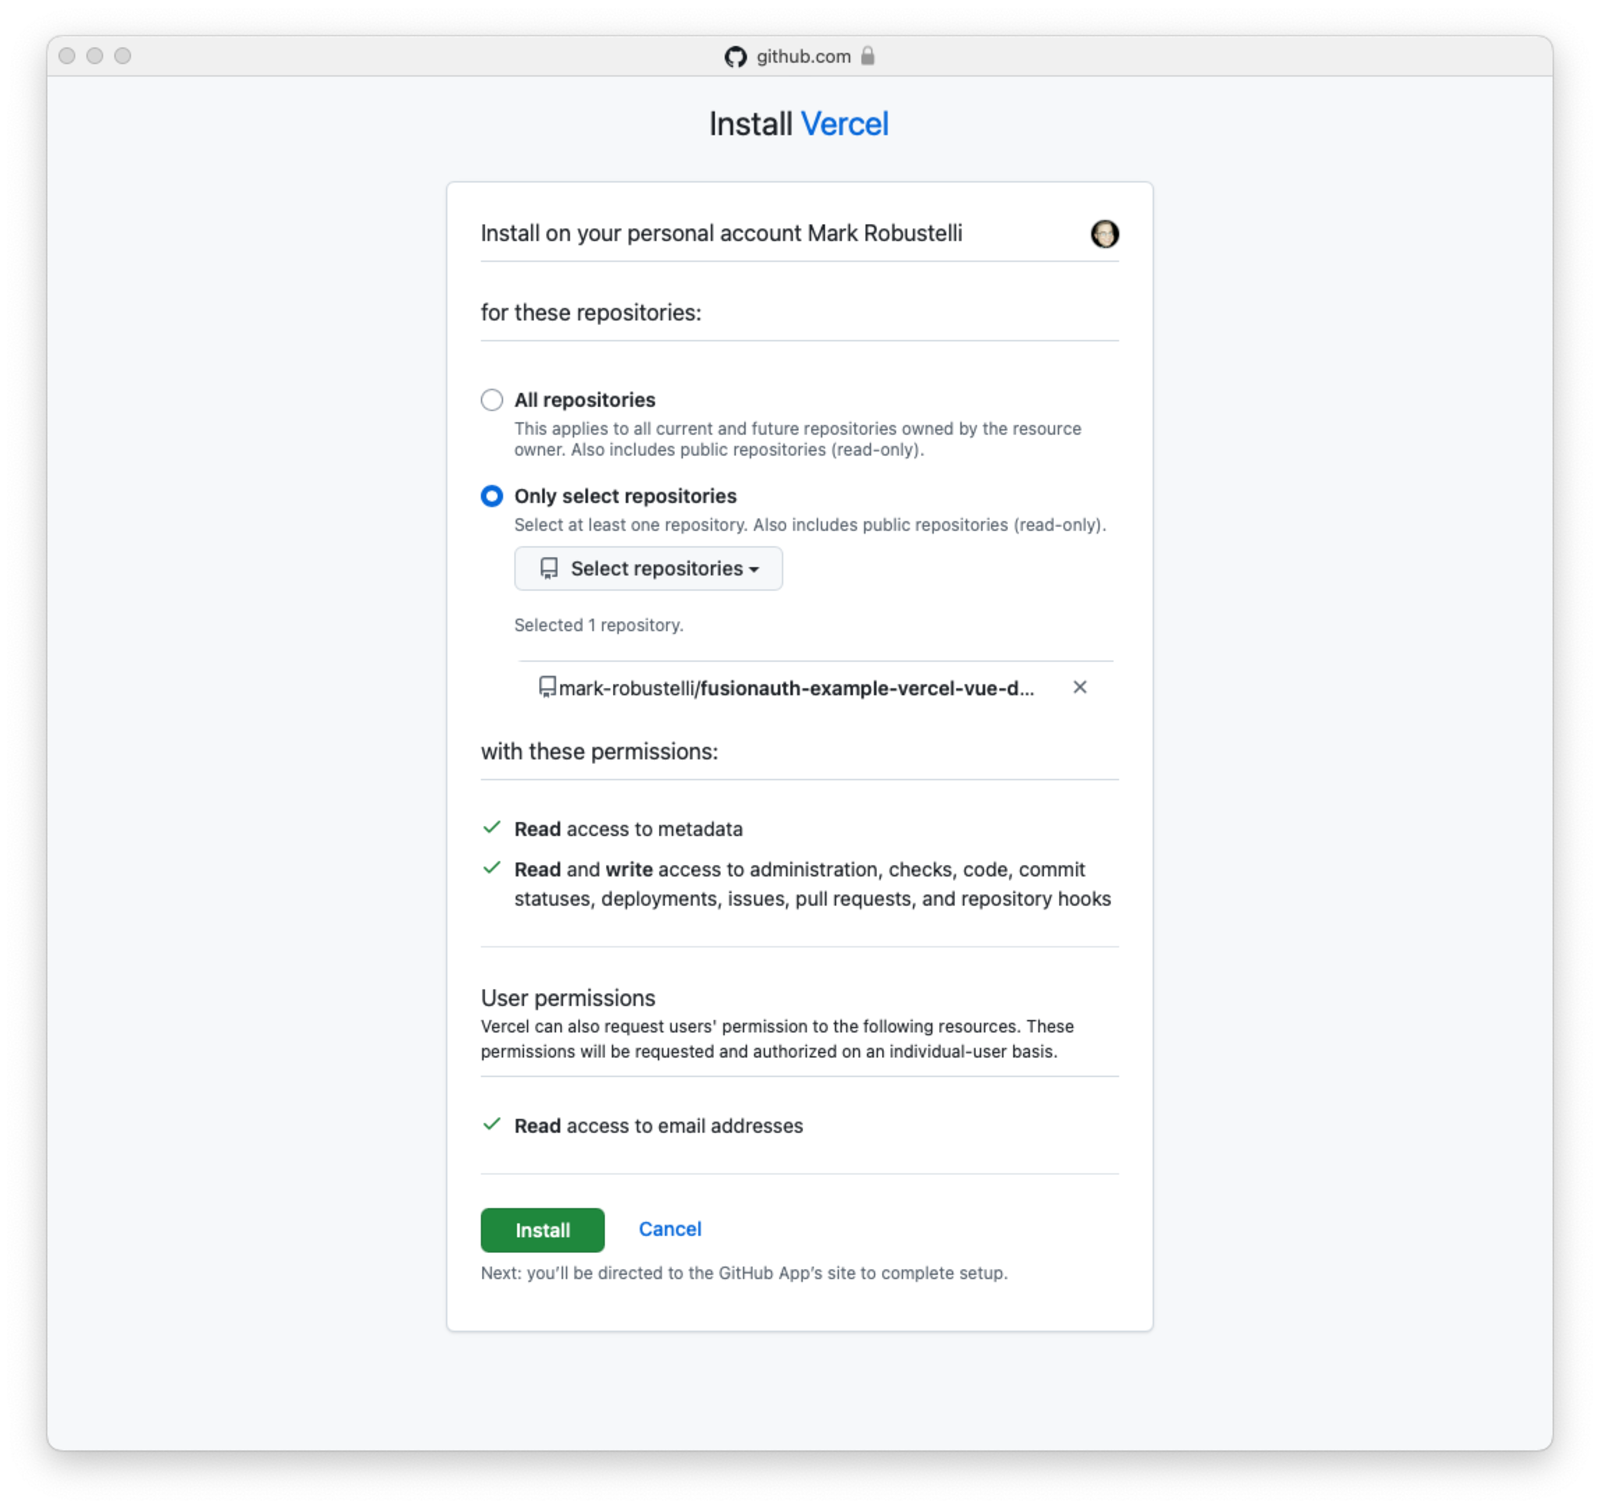 github.com
Install Vercel
Install on your personal account Mark Robustelli
for these repositories:
All repositories
This applies to all current and future repositories owned by the resource
owner. Also includes public repositories (read-only).
Only select repositories
Select at least one repository. Also includes public repositories (read-only).
Select repositories
Selected 1 repository.
mark-robustelli/fusionauth-example-vercel-vue-d...
with these permissions:
Read access to metadata
Read and write access to administration, checks, code, commit
statuses, deployments, issues, pull requests, and repository hooks
User permissions
Vercel can also request users' permission to the following resources. These
permissions will be requested and authorized on an individual-user basis.
Read access to email addresses
Install Cancel
Next: you’ll be directed to the GitHub App’s site to complete setup.